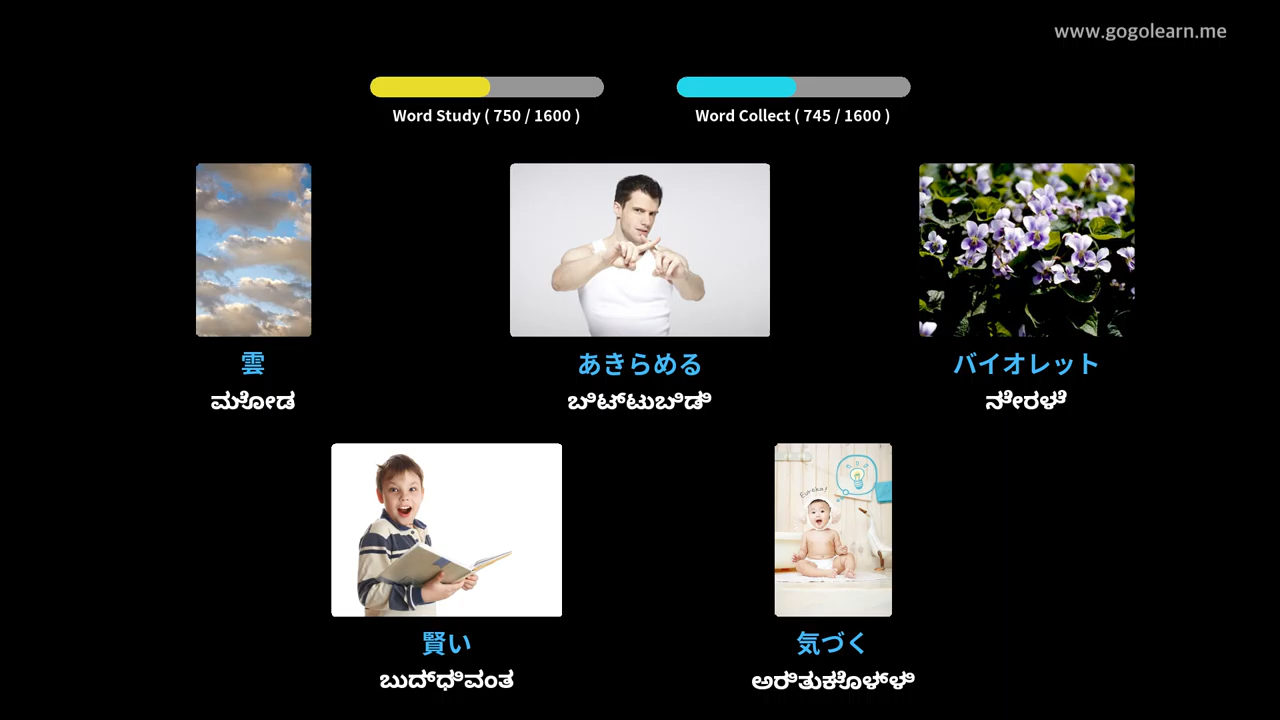 www.gogolearn.me
Word Study ( 750 / 1600 )
Word Collect ( 745 / 1600 )
雲
ಮೋಡ
あきらめる
ಬಿಟ್ಟುಬಿಡಿ
バイオレット
ನೇರಳೆ
Eureka!
賢い
ಬುದ್ಧಿವಂತ
気づく
ಅರಿತುಕೊಳ್ಳಿ